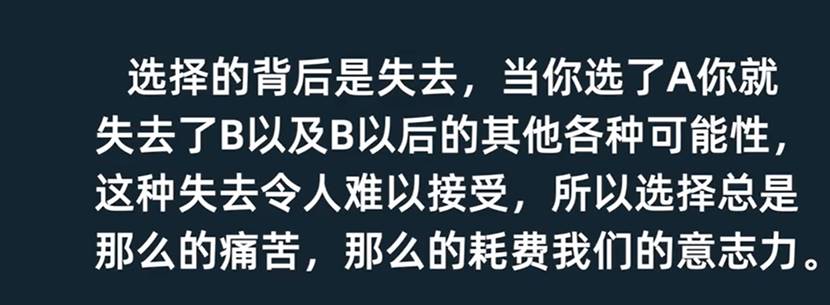 选择的背后是失去，当你选了A你就
失去了B以及B以后的其他各种可能性，
这种失去令人难以接受，所以选择总是
那么的痛苦，那么的耗费我们的意志力。